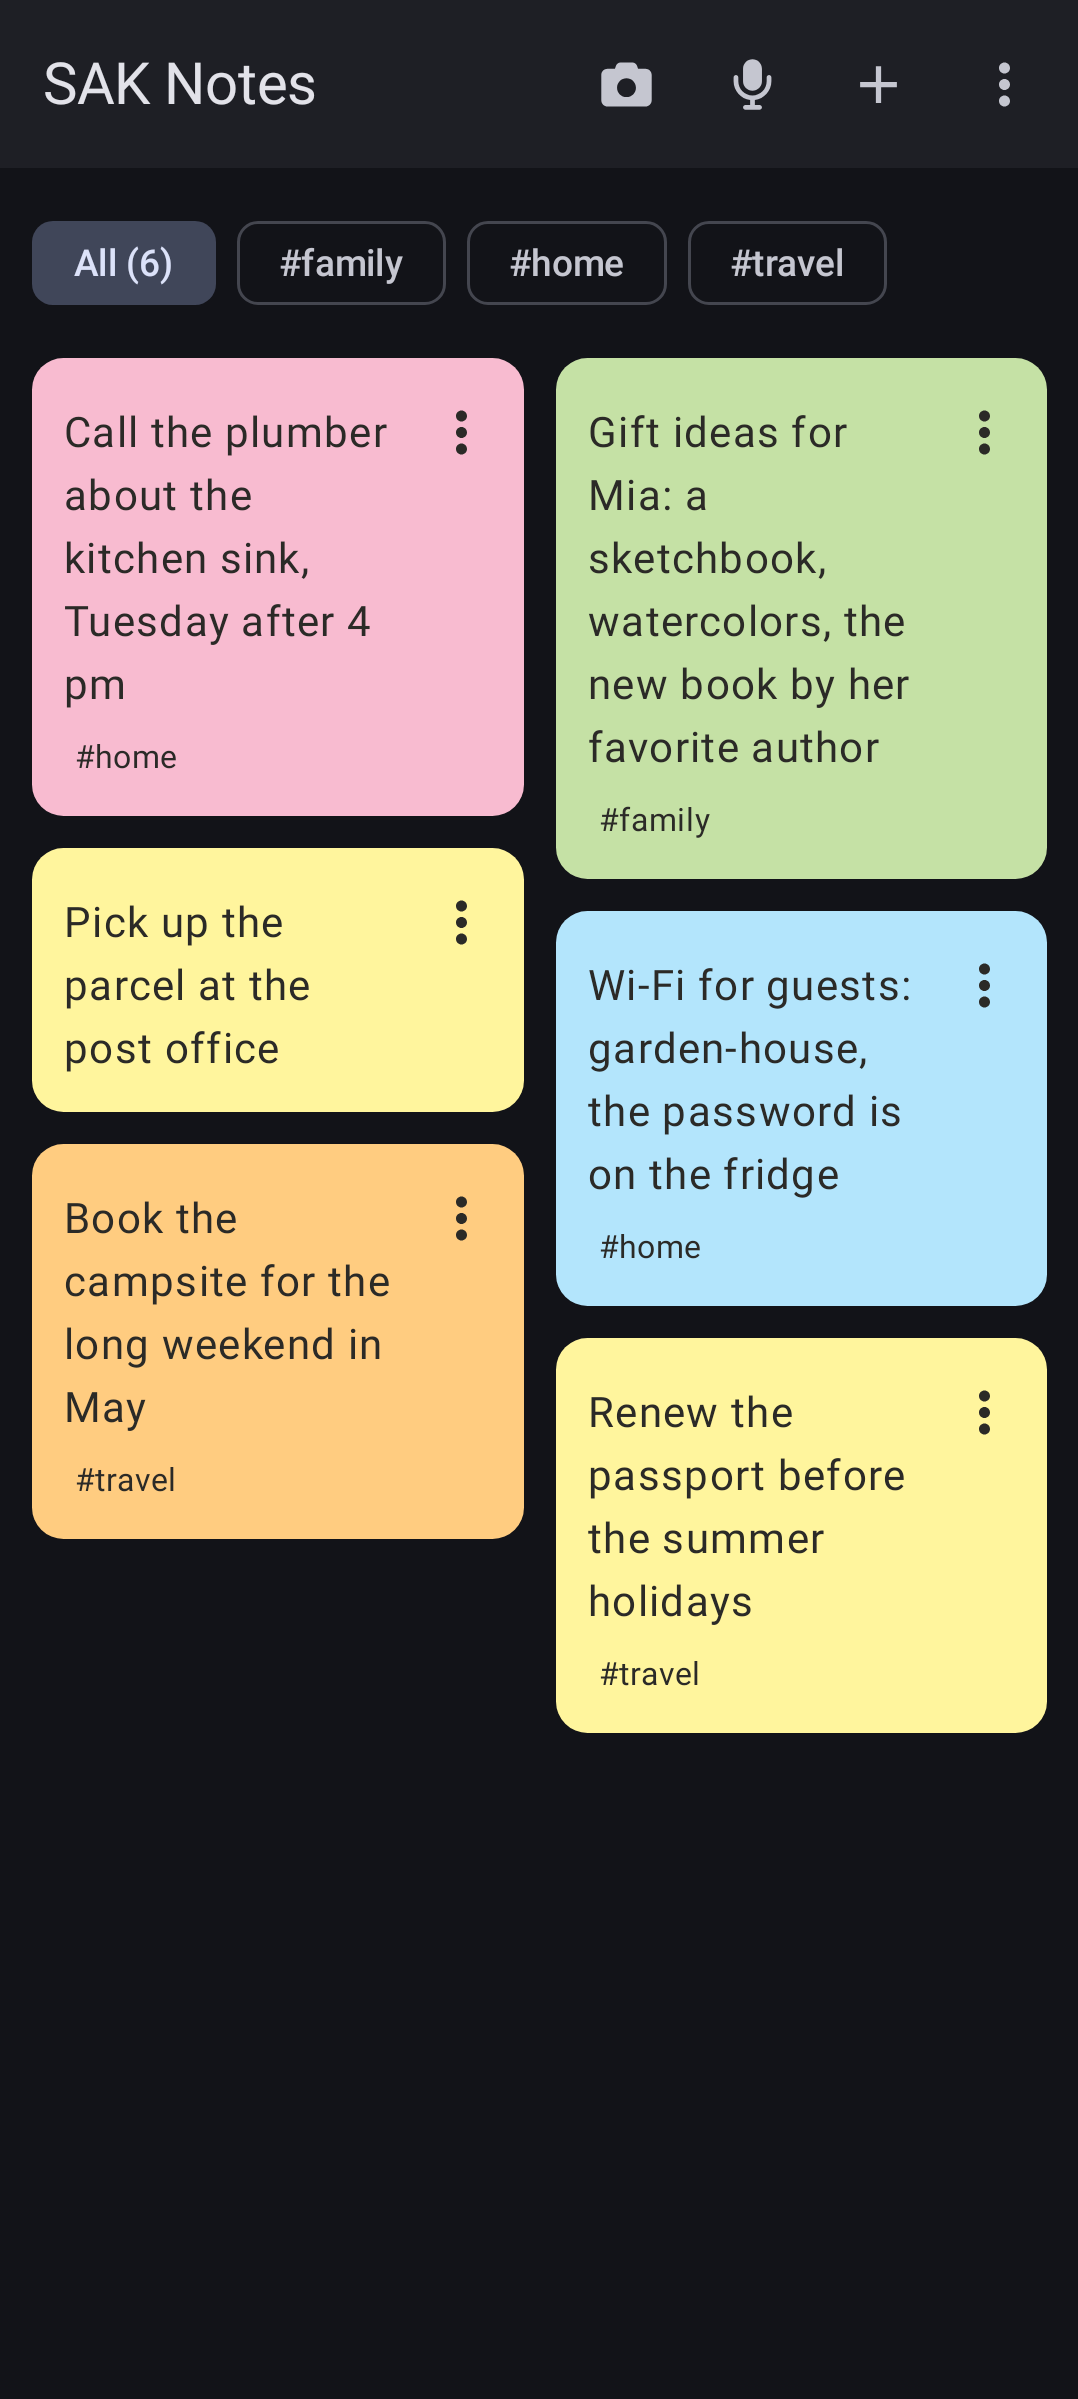 SAK Notes
All (6)
#family
#home
#travel
Call the plumber
about the
kitchen sink,
Tuesday after 4
pm
#home
Gift ideas for
Mia: a
sketchbook,
watercolors, the
new book by her
favorite author
#family
Pick up the
parcel at the
post office
Wi-Fi for guests:
garden-house,
the password is
on the fridge
#home
Book the
campsite for the
long weekend in
May
#travel
Renew the
passport before
the summer
holidays
#travel